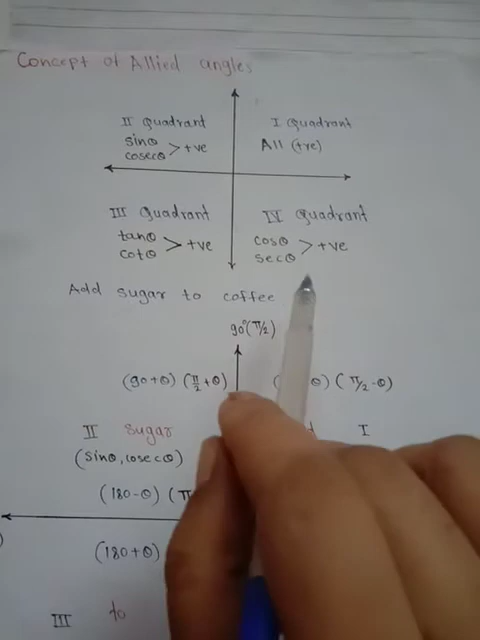 Concept of Allied angles
II Quadrant
sinθ
cosecθ > +ve
I Quadrant
All (+ve)
III Quadrant
tanθ
cotθ > +ve
IV Quadrant
cosθ
secθ > +ve
Add sugar to coffee
90° (π/2)
(90+θ) (π/2+θ)
θ) (π/2-θ)
II sugar
I
(sinθ, cosecθ)
(180-θ) (π
(180+θ)
III to